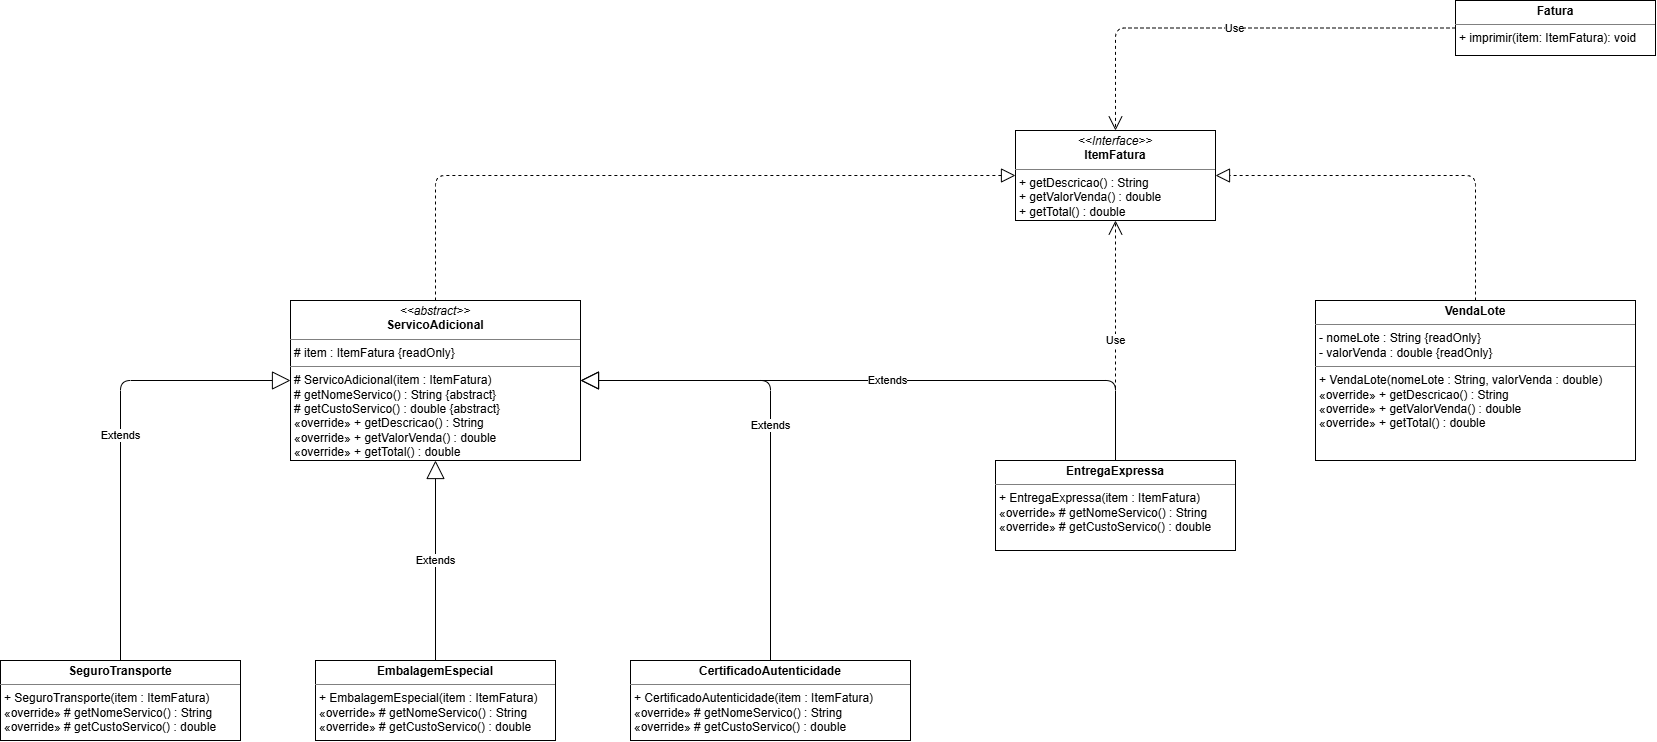 Fatura
+ imprimir(item: ItemFatura): void
Use
<<Interface>>
ItemFatura
+ getDescricao() : String
+ getValorVenda() : double
+ getTotal() : double
<<abstract>>
ServicoAdicional
# item : ItemFatura {readOnly}
# ServicoAdicional(item : ItemFatura)
# getNomeServico() : String {abstract}
# getCustoServico() : double {abstract}
«override» + getDescricao() : String
«override» + getValorVenda() : double
«override» + getTotal() : double
VendaLote
- nomeLote : String {readOnly}
- valorVenda : double {readOnly}
+ VendaLote(nomeLote : String, valorVenda : double)
«override» + getDescricao() : String
«override» + getValorVenda() : double
«override» + getTotal() : double
Use
Extends
Extends
Extends
Extends
EntregaExpressa
+ EntregaExpressa(item : ItemFatura)
«override» # getNomeServico() : String
«override» # getCustoServico() : double
SeguroTransporte
+ SeguroTransporte(item : ItemFatura)
«override» # getNomeServico() : String
«override» # getCustoServico() : double
EmbalagemEspecial
+ EmbalagemEspecial(item : ItemFatura)
«override» # getNomeServico() : String
«override» # getCustoServico() : double
CertificadoAutenticidade
+ CertificadoAutenticidade(item : ItemFatura)
«override» # getNomeServico() : String
«override» # getCustoServico() : double